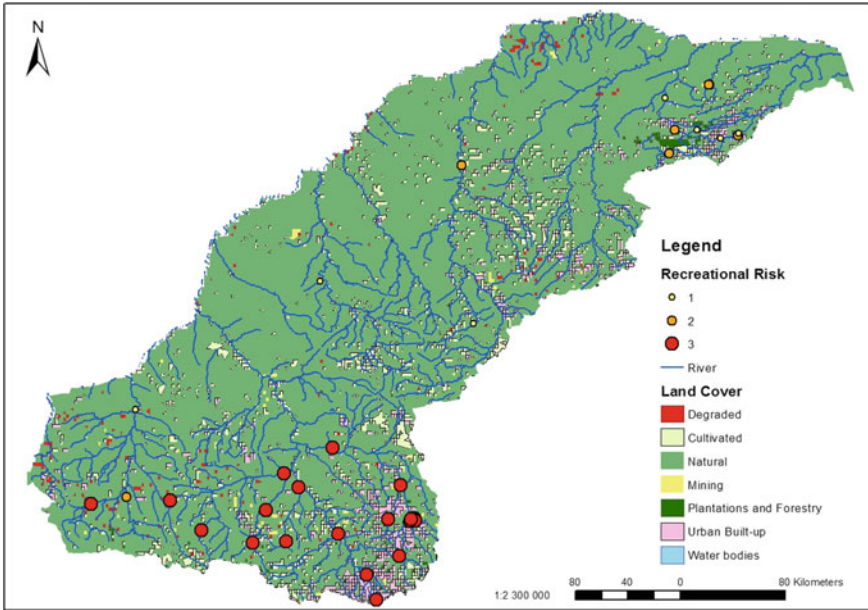 N
Legend
Recreational Risk
1
2
3
River
Land Cover
Degraded
Cultivated
Natural
Mining
Plantations and Forestry
Urban Built-up
Water bodies
1:2 300 000
80 40 0 80 Kilometers